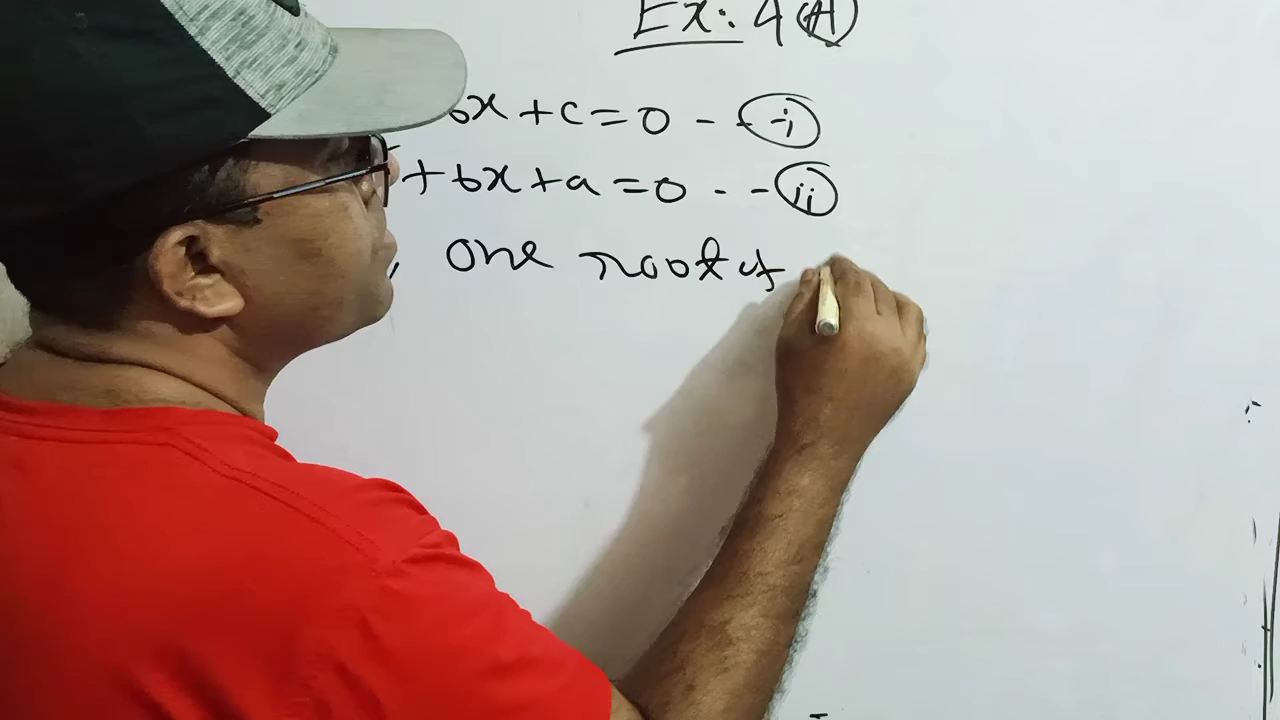 Ex: 4(A)
bx+c=0 - - (i)
+bx+a=0 - - (ii)
, one root of